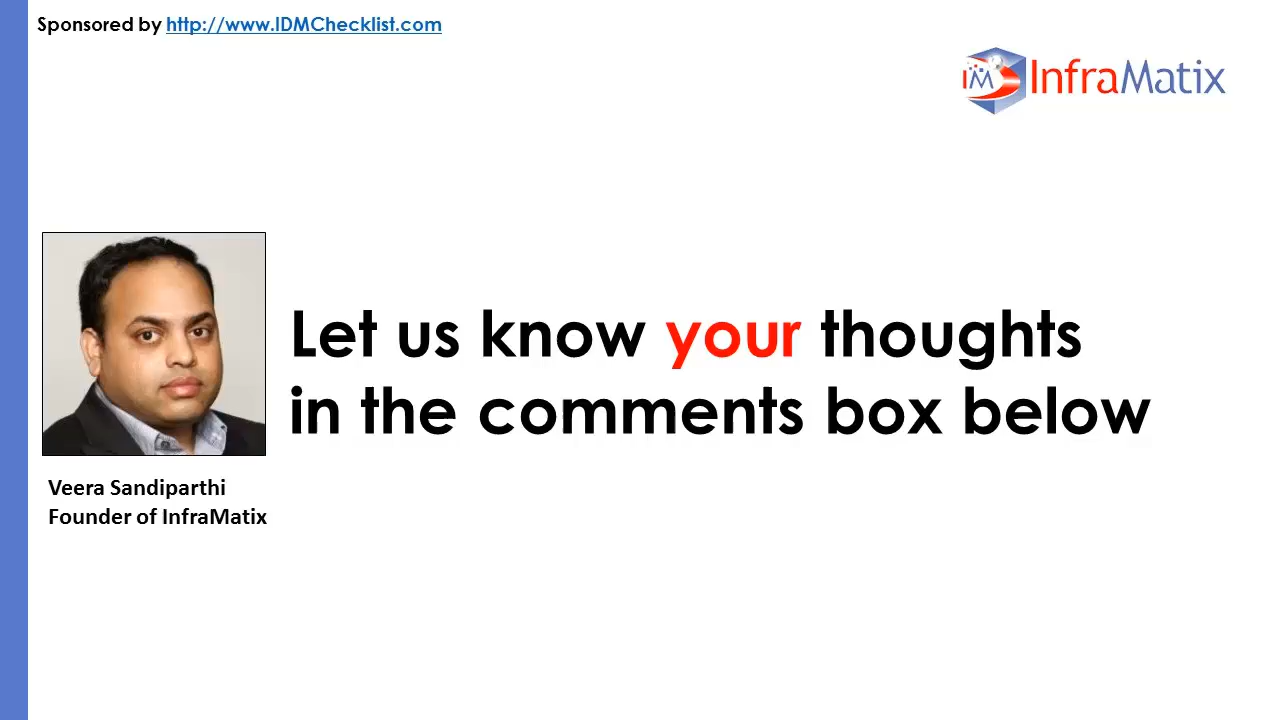 Sponsored by http://www.IDMChecklist.com
IM InfraMatix
Let us know your thoughts
in the comments box below
Veera Sandiparthi
Founder of InfraMatix